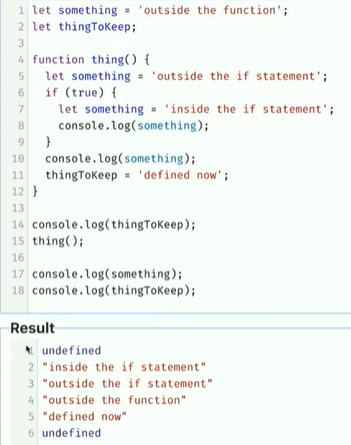 1 let something = 'outside the function';
2 let thingToKeep;
3
4 function thing() {
5   let something = 'outside the if statement';
6   if (true) {
7     let something = 'inside the if statement';
8     console.log(something);
9   }
10   console.log(something);
11   thingToKeep = 'defined now';
12 }
13
14 console.log(thingToKeep);
15 thing();
16
17 console.log(something);
18 console.log(thingToKeep);
Result
1 undefined
2 "inside the if statement"
3 "outside the if statement"
4 "outside the function"
5 "defined now"
6 undefined